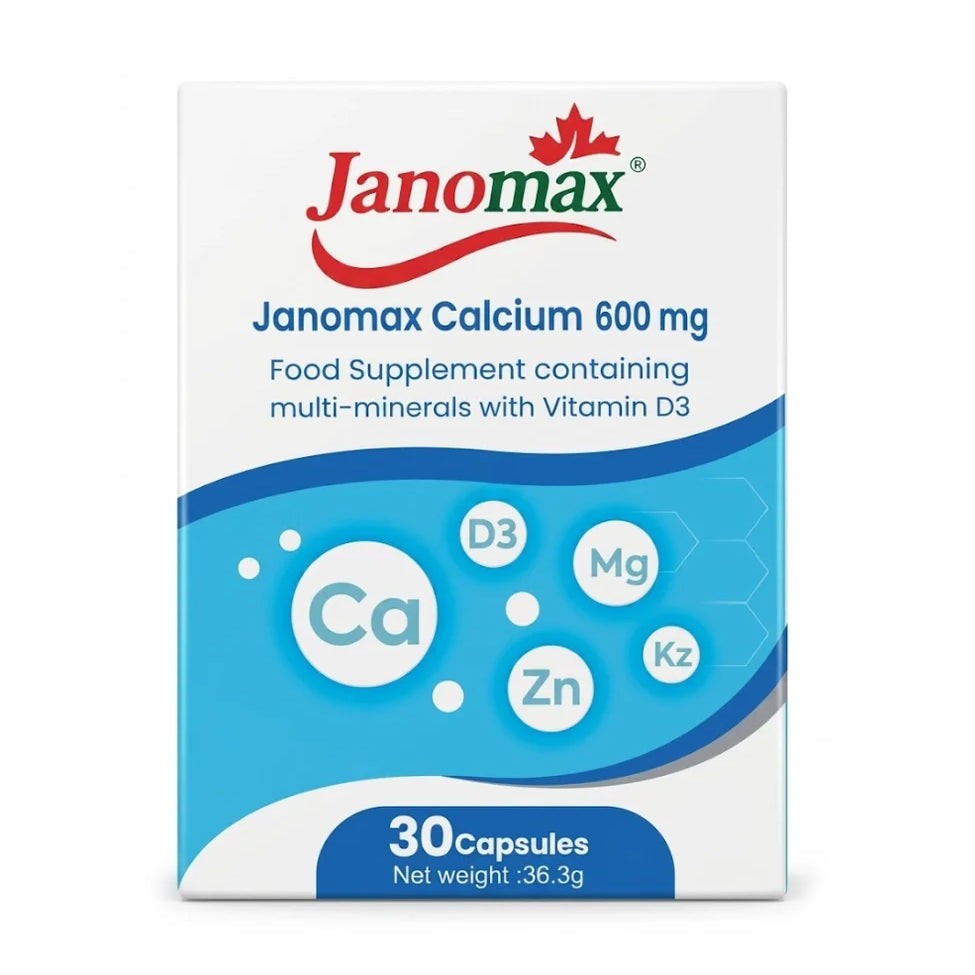 Janomax®
Janomax Calcium 600 mg
Food Supplement containing
multi-minerals with Vitamin D3
D3
Mg
Ca
Kz
Zn
30Capsules
Net weight :36.3g